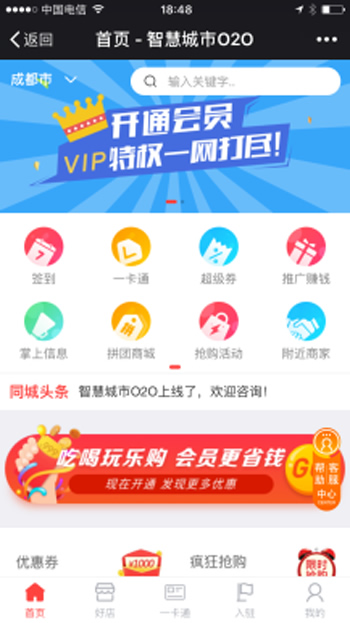 中国电信
18:48
返回
首页 - 智慧城市O2O
成都市
输入关键字..
开通会员
VIP特权一网打尽!
签到
一卡通
超级券
推广赚钱
掌上信息
拼团商城
抢购活动
附近商家
同城头条
智慧城市O2O上线了，欢迎咨询!
吃喝玩乐购 会员更省钱
GO
现在开通 发现更多优惠
帮助 客程
中心
优惠券
¥1000
疯狂抢购
限时
抢购
首页
好店
一卡通
入驻
我的